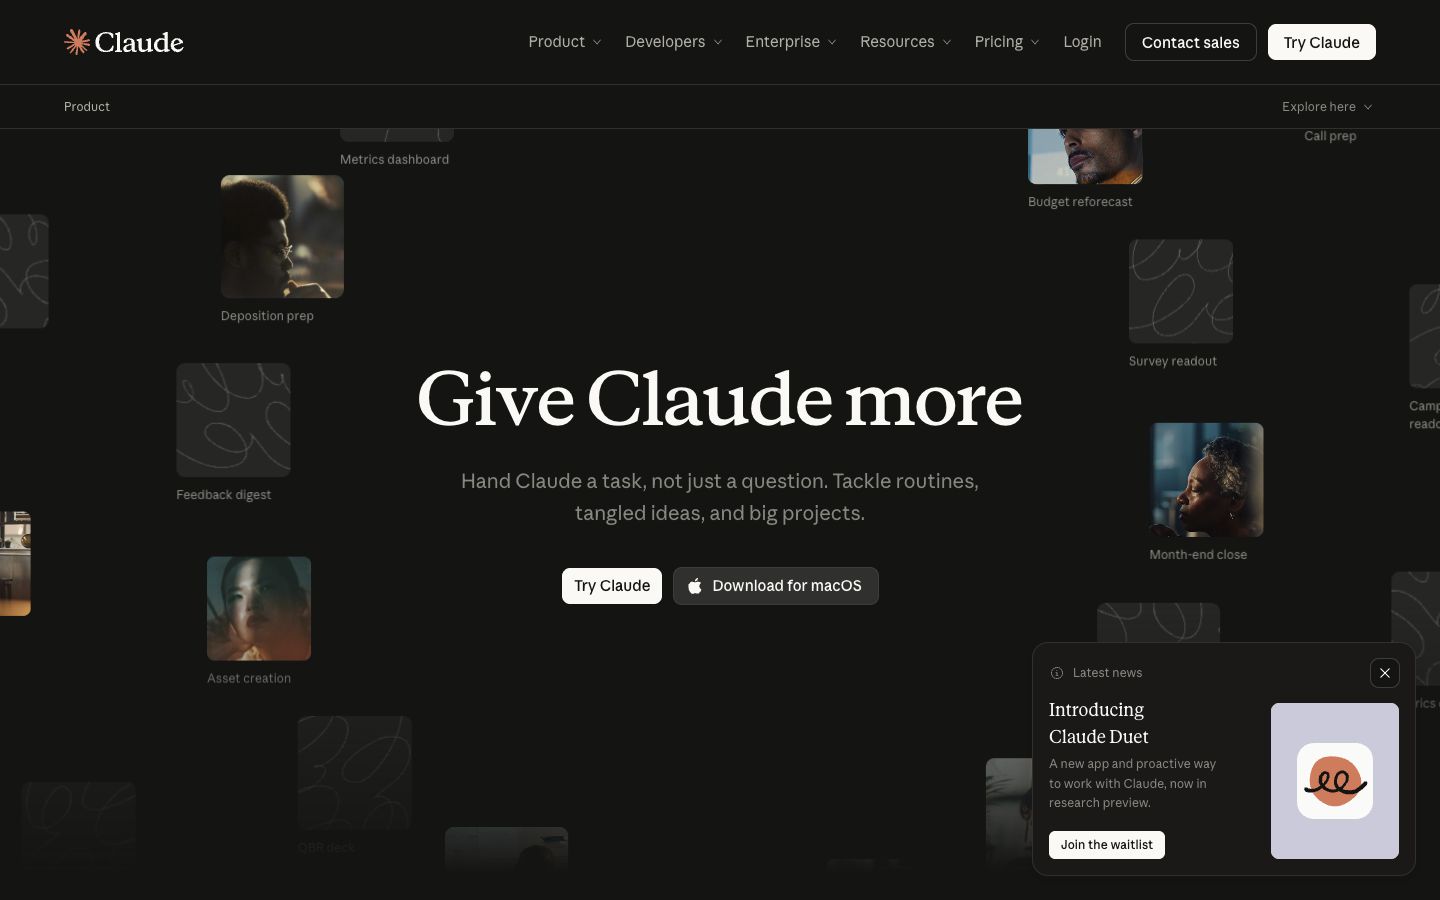 Claude
Product
Developers
Enterprise
Resources
Pricing
Login
Contact sales
Try Claude
Product
Explore here
Metrics dashboard
Call prep
Budget reforecast
Deposition prep
Survey readout
Give Claude more
Feedback digest
Hand Claude a task, not just a question. Tackle routines,
tangled ideas, and big projects.
Month-end close
Try Claude
Download for macOS
Asset creation
QBR deck
Latest news
Introducing
Claude Duet
A new app and proactive way
to work with Claude, now in
research preview.
Join the waitlist